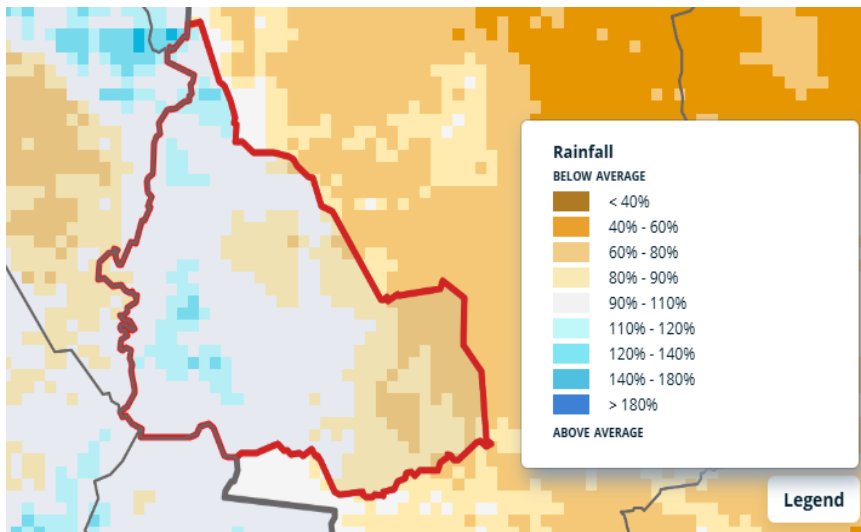 Rainfall
BELOW AVERAGE
< 40%
40% - 60%
60% - 80%
80% - 90%
90% - 110%
110% - 120%
120% - 140%
140% - 180%
> 180%
ABOVE AVERAGE
Legend